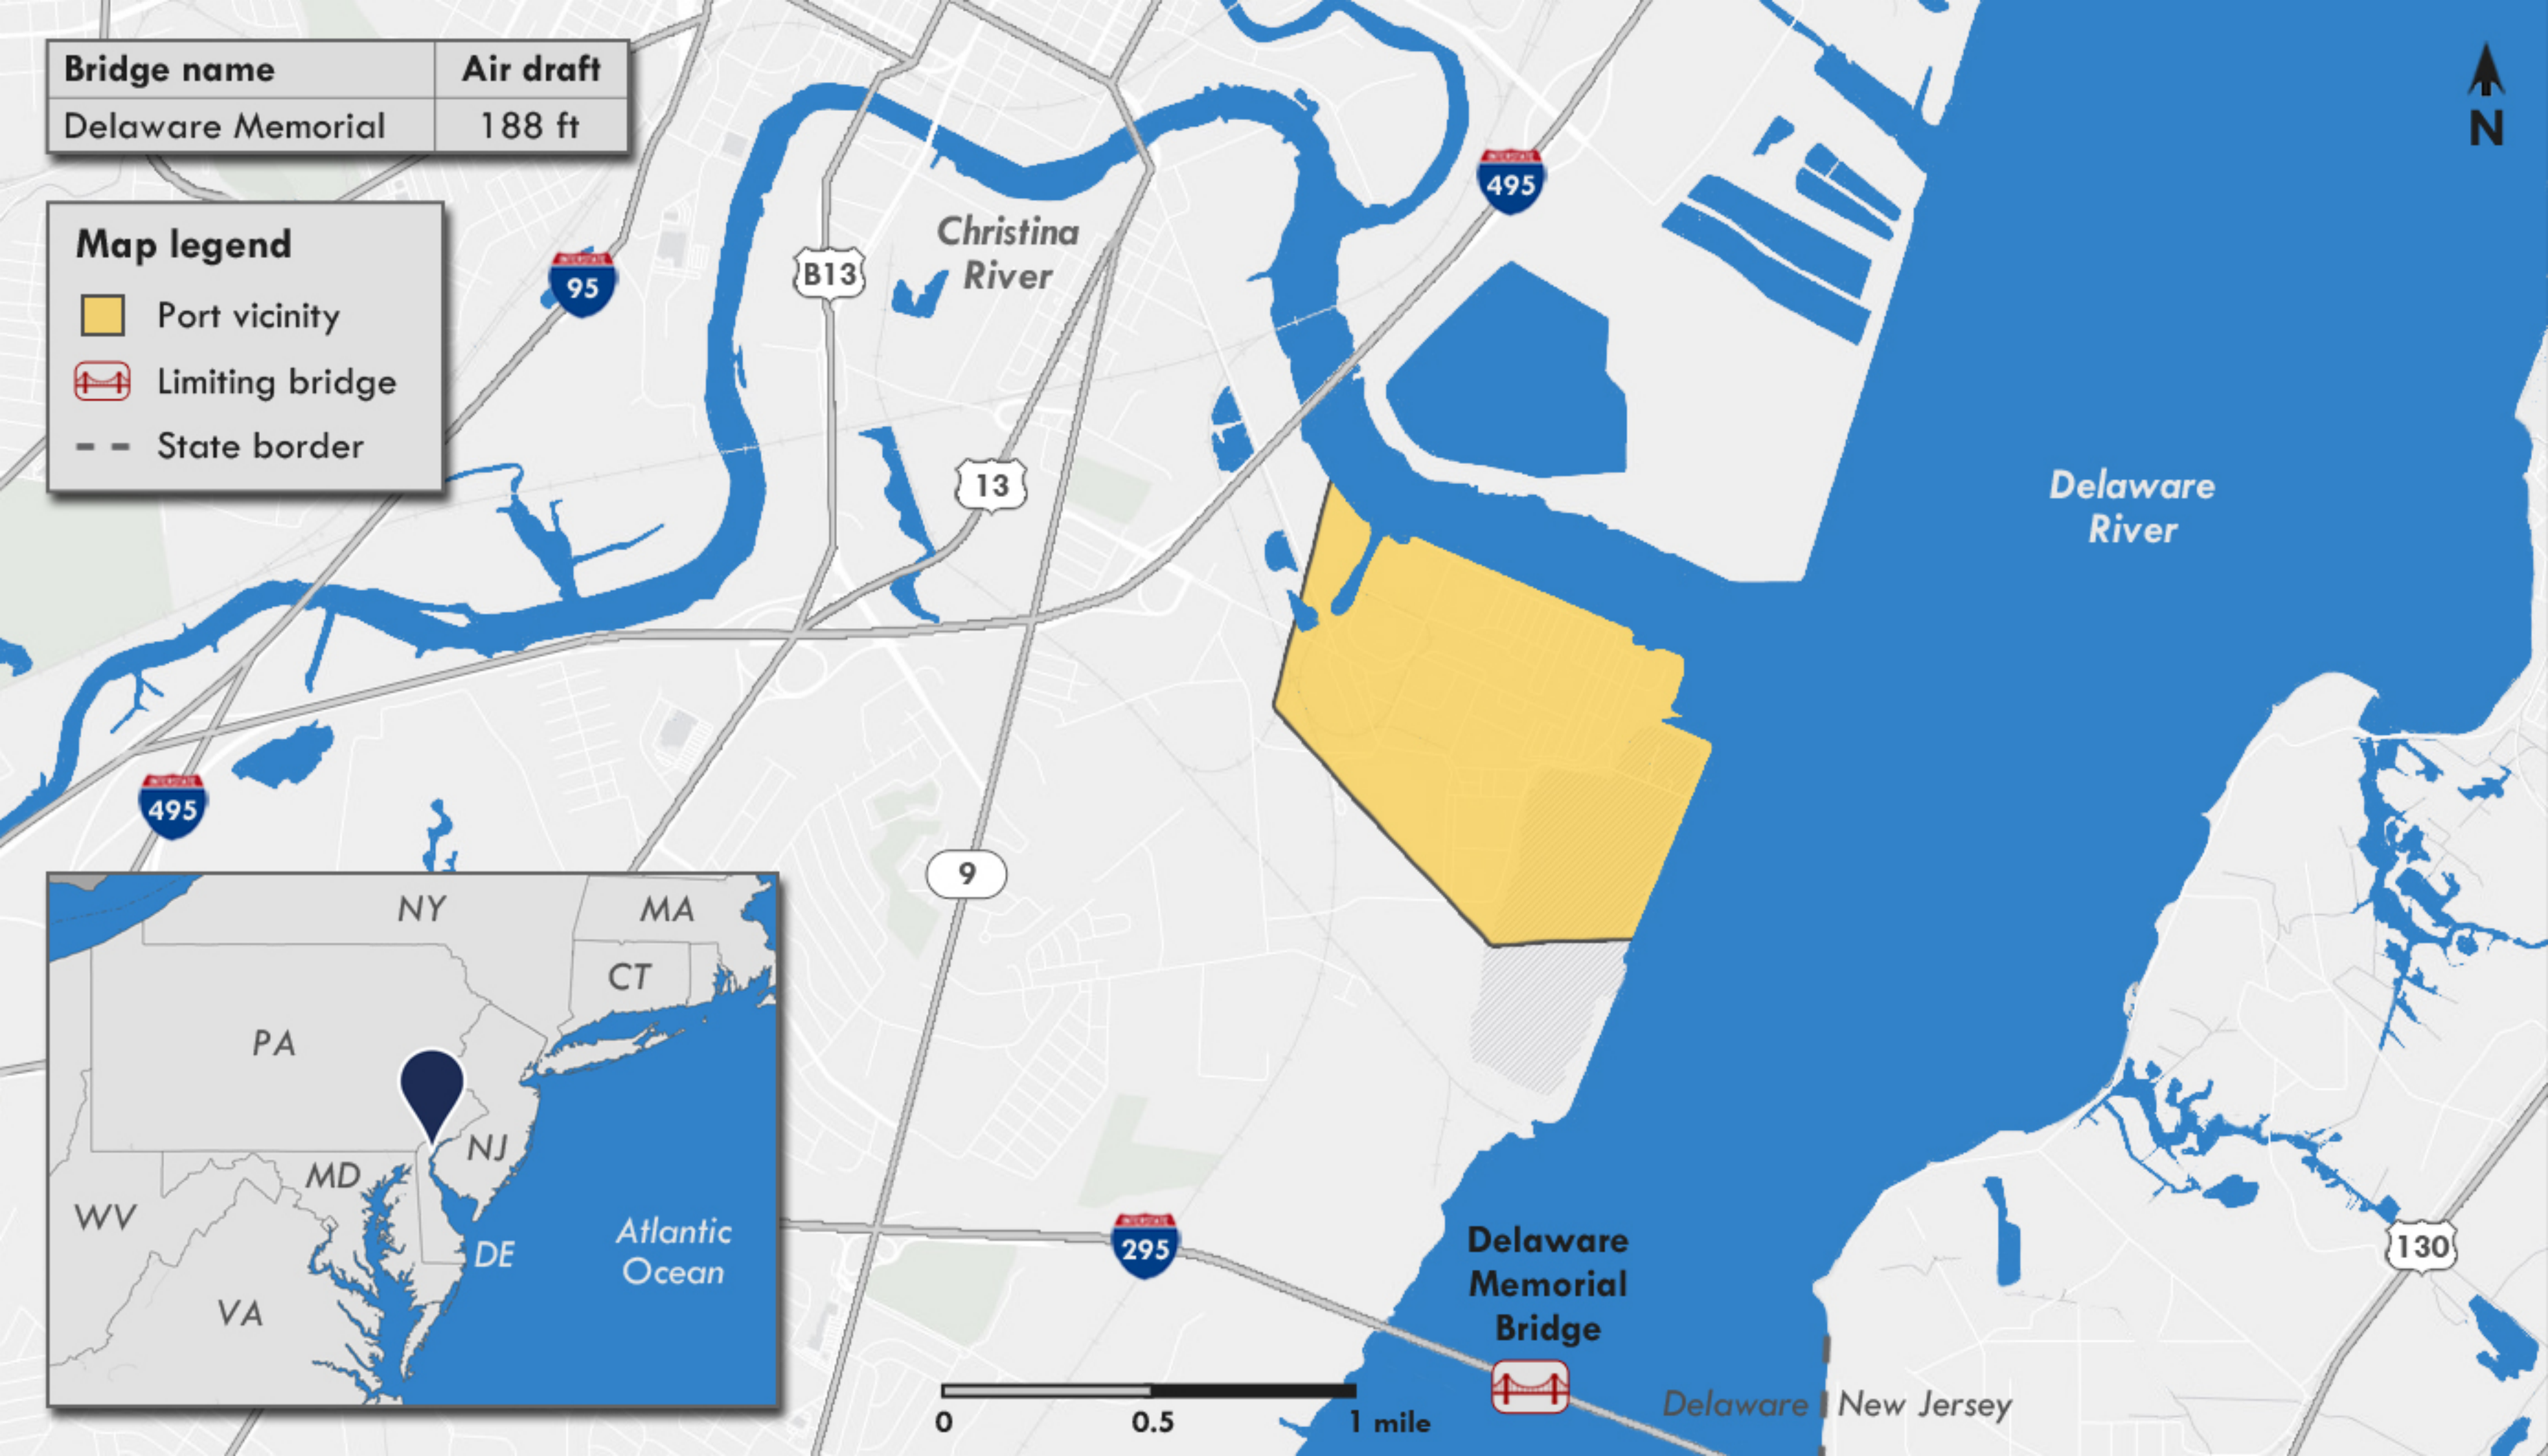 Bridge name Air draft
Delaware Memorial 188 ft
Map legend
Port vicinity
Limiting bridge
State border
N
95
B13
Christina
River
495
13
Delaware
River
495
9
NY
MA
CT
PA
NJ
MD
WV
DE
VA
Atlantic
Ocean
295
130
Delaware
Memorial
Bridge
0 0.5 1 mile
Delaware New Jersey